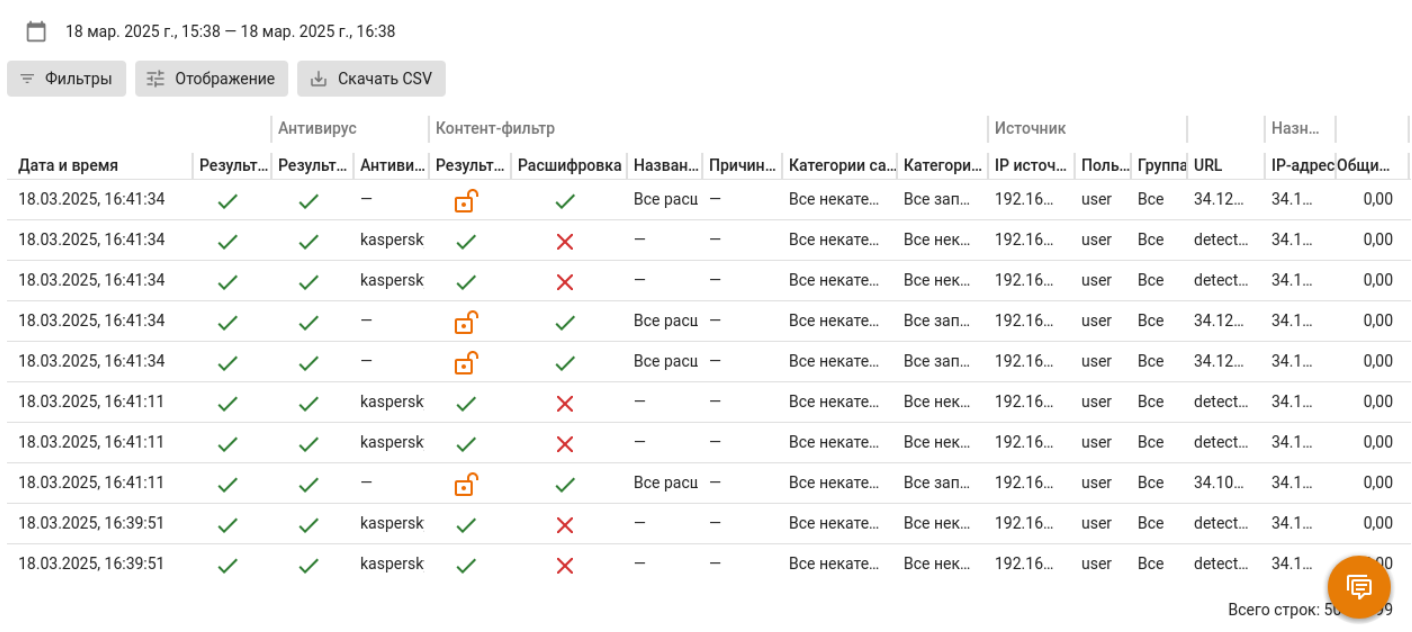 18 мар. 2025 г., 15:38 — 18 мар. 2025 г., 16:38
Фильтры Отображение Скачать CSV
Антивирус Контент-фильтр Источник Назн...
Дата и время Результ... Результ... Антиви... Результ... Расшифровка Назван... Причин... Категории са... Категори... IP источ... Поль... Группа URL IP-адрес Общи...
18.03.2025, 16:41:34 — Все расш — Все некате... Все зап... 192.16... user Все 34.12... 34.1... 0,00
18.03.2025, 16:41:34 kaspersk — — Все некате... Все нек... 192.16... user Все detect... 34.1... 0,00
18.03.2025, 16:41:34 kaspersk — — Все некате... Все нек... 192.16... user Все detect... 34.1... 0,00
18.03.2025, 16:41:34 — Все расш — Все некате... Все зап... 192.16... user Все 34.12... 34.1... 0,00
18.03.2025, 16:41:34 — Все расш — Все некате... Все зап... 192.16... user Все 34.12... 34.1... 0,00
18.03.2025, 16:41:11 kaspersk — — Все некате... Все нек... 192.16... user Все detect... 34.1... 0,00
18.03.2025, 16:41:11 kaspersk — — Все некате... Все нек... 192.16... user Все detect... 34.1... 0,00
18.03.2025, 16:41:11 — Все расш — Все некате... Все зап... 192.16... user Все 34.10... 34.1... 0,00
18.03.2025, 16:39:51 kaspersk — — Все некате... Все нек... 192.16... user Все detect... 34.1... 0,00
18.03.2025, 16:39:51 kaspersk — — Все некате... Все нек... 192.16... user Все detect... 34.1...
Всего строк: